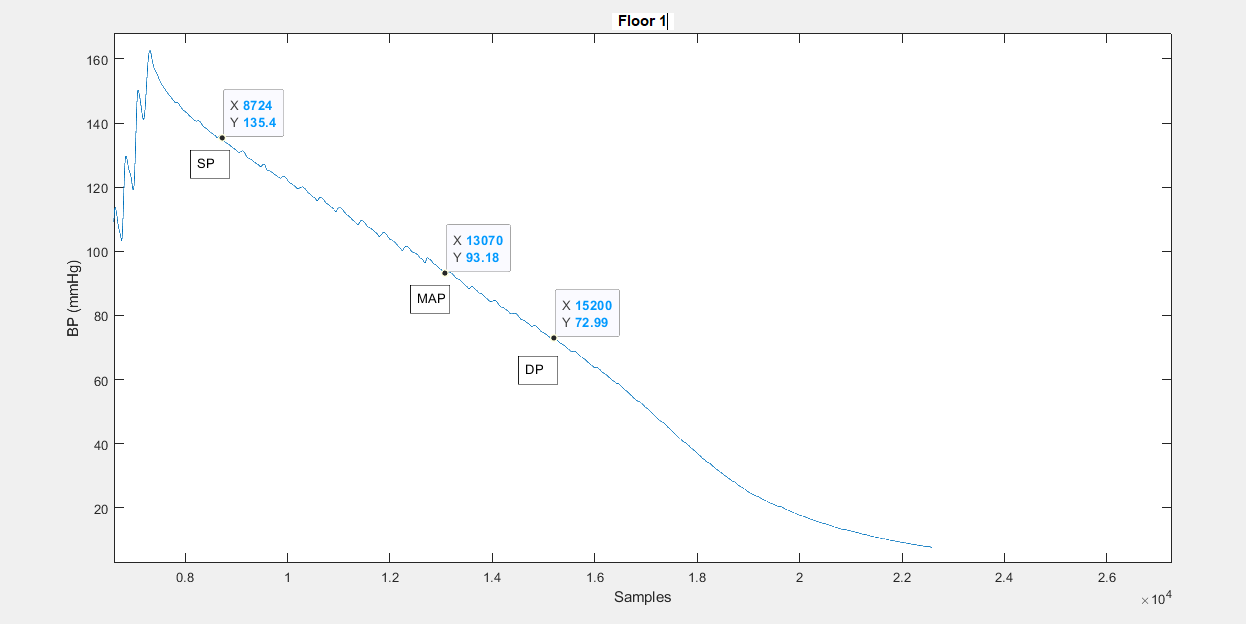 Floor 1
160
140
120
100
80
60
40
20
BP (mmHg)
X 8724
Y 135.4
SP
X 13070
Y 93.18
MAP
X 15200
Y 72.99
DP
0.8 1 1.2 1.4 1.6 1.8 2 2.2 2.4 2.6
Samples
×10⁴